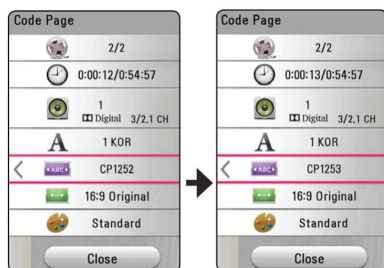 Code Page
2/2
0:00:12/0:54:57
1
Digital 3/2.1 CH
A 1 KOR
ABC CP1252
16:9 Original
Standard
Close
Code Page
2/2
0:00:13/0:54:57
1
Digital 3/2.1 CH
A 1 KOR
ABC CP1253
16:9 Original
Standard
Close